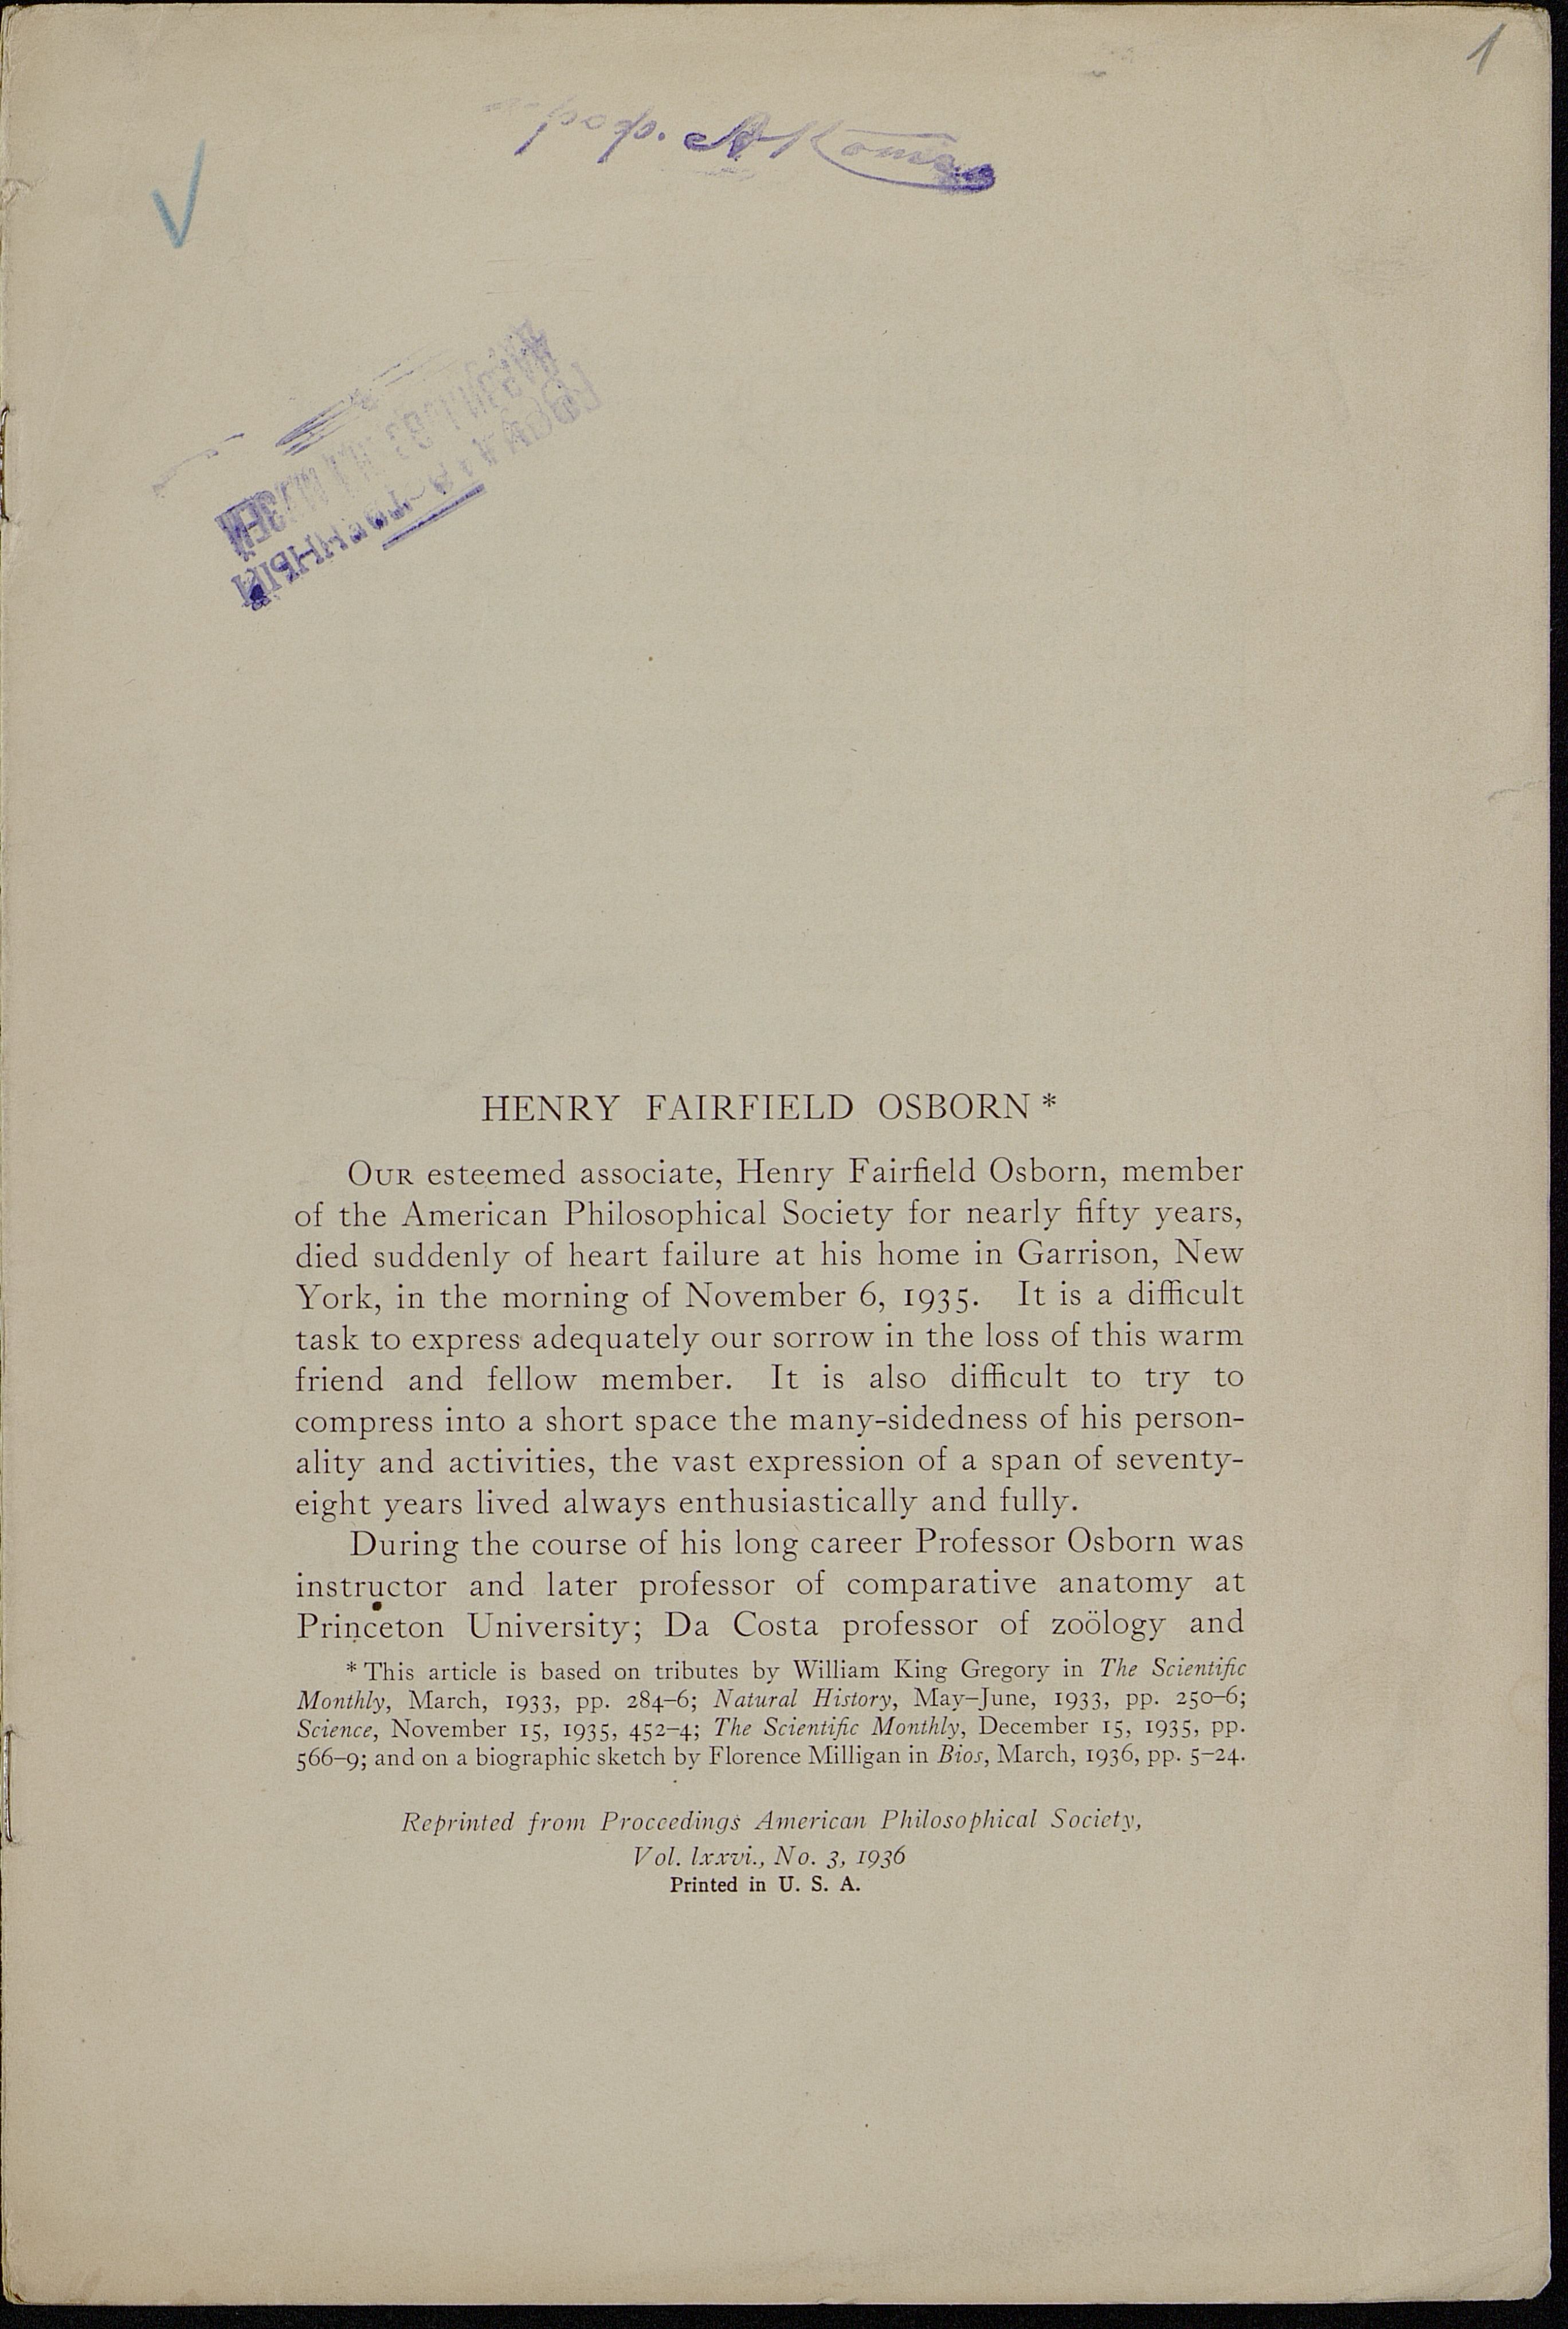 1
проф.
HENRY FAIRFIELD OSBORN *
OUR esteemed associate, Henry Fairfield Osborn, member
of the American Philosophical Society for nearly fifty years,
died suddenly of heart failure at his home in Garrison, New
York, in the morning of November 6, 1935. It is a difficult
task to express adequately our sorrow in the loss of this warm
friend and fellow member. It is also difficult to try to
compress into a short space the many-sidedness of his person-
ality and activities, the vast expression of a span of seventy-
eight years lived always enthusiastically and fully.
During the course of his long career Professor Osborn was
instructor and later professor of comparative anatomy at
Princeton University; Da Costa professor of zoölogy and
* This article is based on tributes by William King Gregory in The Scientific
Monthly, March, 1933, pp. 284–6; Natural History, May–June, 1933, pp. 250–6;
Science, November 15, 1935, 452–4; The Scientific Monthly, December 15, 1935, pp.
566–9; and on a biographic sketch by Florence Milligan in Bios, March, 1936, pp. 5–24.
Reprinted from Proceedings American Philosophical Society,
Vol. lxxvi., No. 3, 1936
Printed in U. S. A.